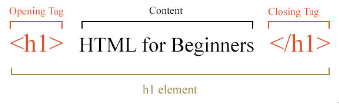 Opening Tag Content Closing Tag
<h1> HTML for Beginners </h1>
h1 element